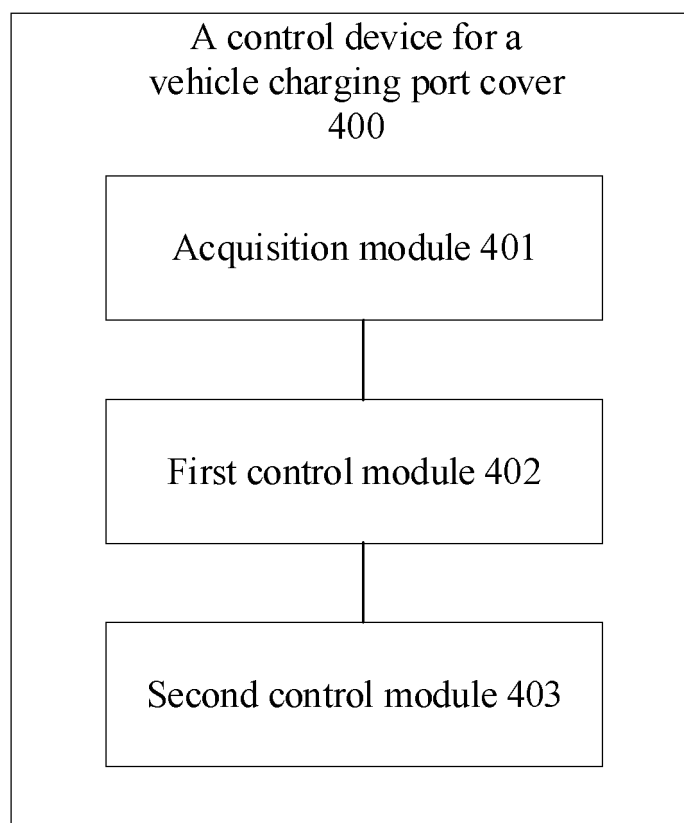 A control device for a
vehicle charging port cover
400
Acquisition module 401
First control module 402
Second control module 403